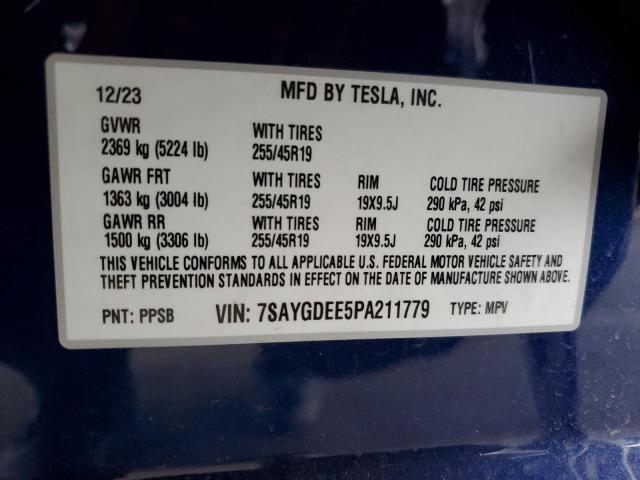 12/23 MFD BY TESLA, INC.
GVWR WITH TIRES
2369 kg (5224 lb) 255/45R19
GAWR FRT WITH TIRES RIM COLD TIRE PRESSURE
1363 kg (3004 lb) 255/45R19 19X9.5J 290 kPa, 42 psi
GAWR RR WITH TIRES RIM COLD TIRE PRESSURE
1500 kg (3306 lb) 255/45R19 19X9.5J 290 kPa, 42 psi
THIS VEHICLE CONFORMS TO ALL APPLICABLE U.S. FEDERAL MOTOR VEHICLE SAFETY AND
THEFT PREVENTION STANDARDS IN EFFECT ON THE DATE OF MANUFACTURE SHOWN ABOVE.
PNT: PPSB VIN: 7SAYGDEE5PA211779 TYPE: MPV